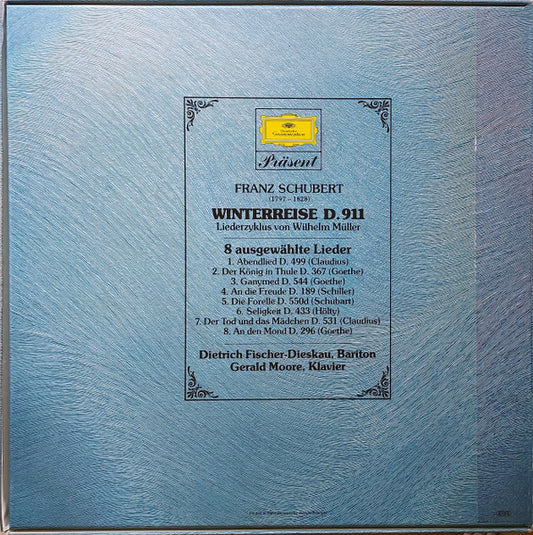 Deutsche
Grammophon
Präsent
FRANZ SCHUBERT
(1797 – 1828)
WINTERREISE D. 911
Liederzyklus von Wilhelm Müller
8 ausgewählte Lieder
1. Abendlied D. 499 (Claudius)
2. Der König in Thule D. 367 (Goethe)
3. Ganymed D. 544 (Goethe)
4. An die Freude D. 189 (Schiller)
5. Die Forelle D. 550d (Schubart)
6. Seligkeit D. 433 (Hölty)
7. Der Tod und das Mädchen D. 531 (Claudius)
8. An den Mond D. 296 (Goethe)
Dietrich Fischer-Dieskau, Bariton
Gerald Moore, Klavier